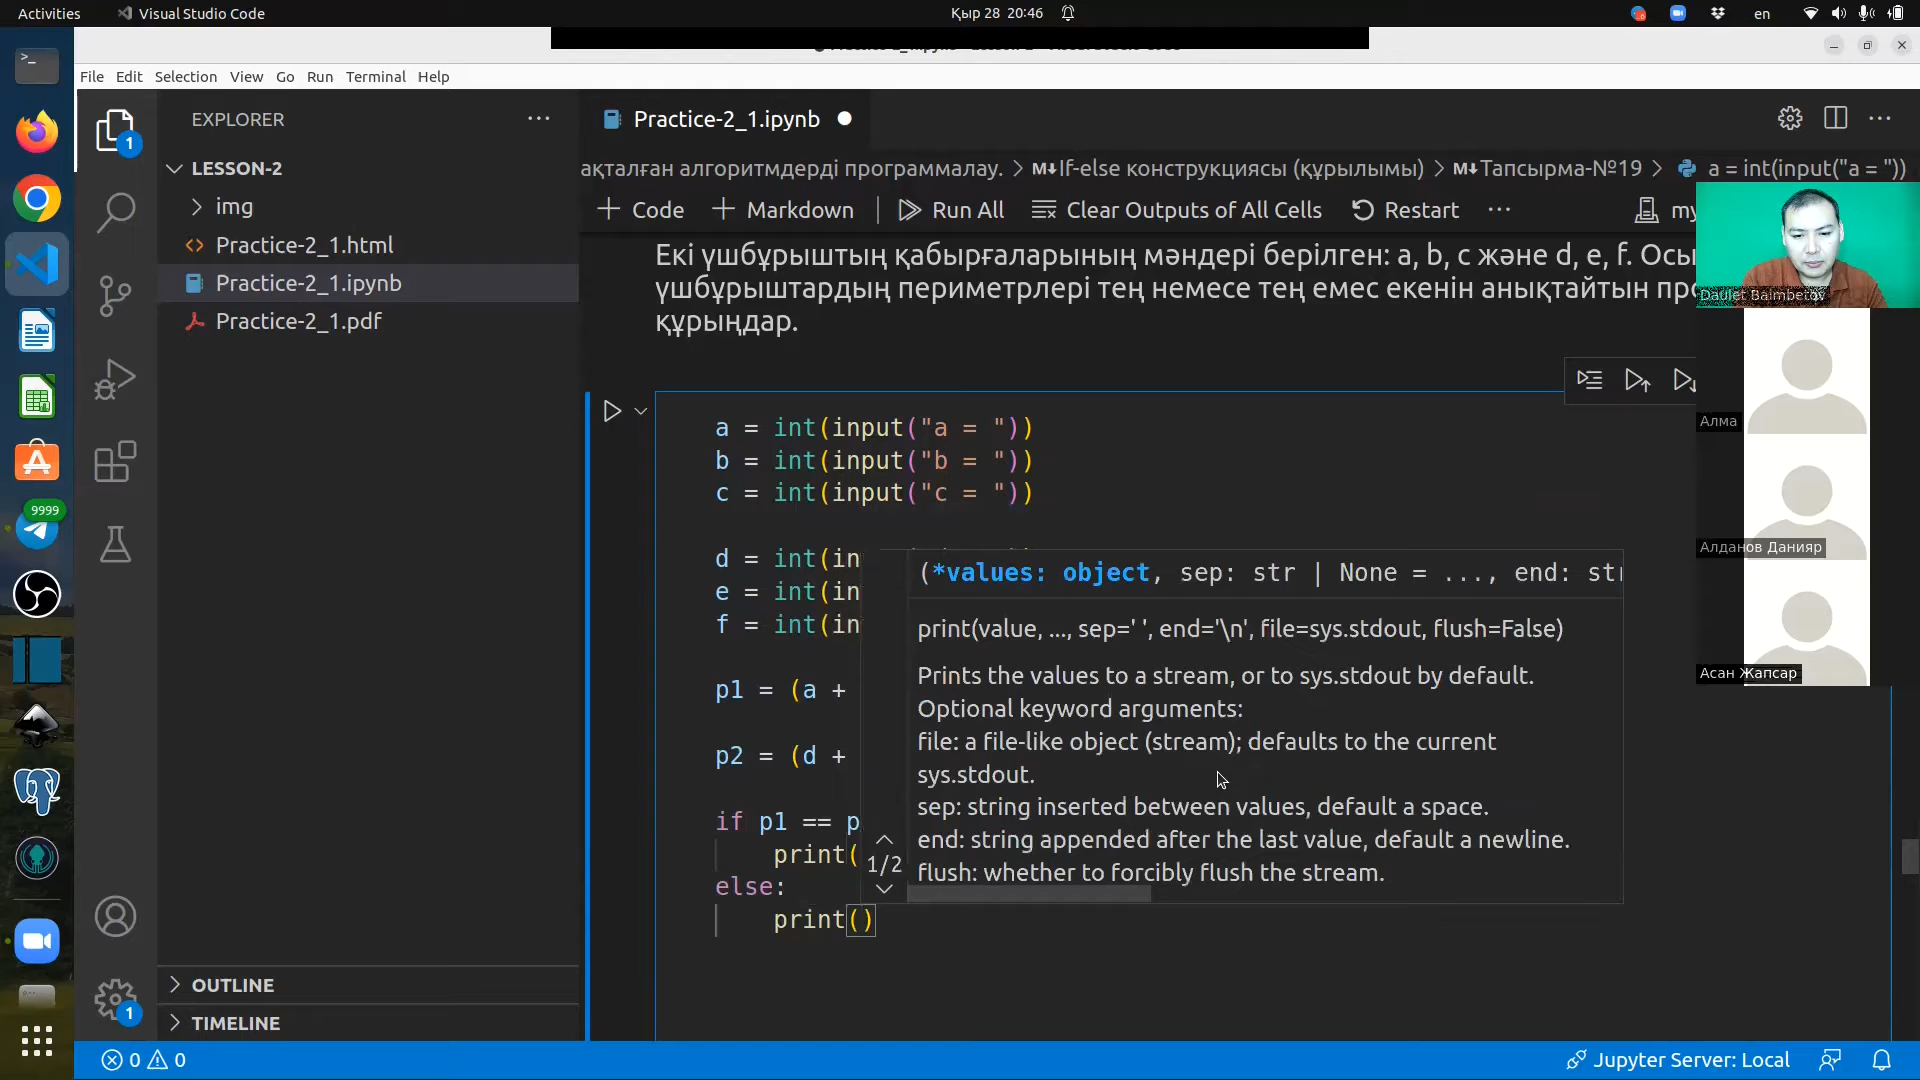 Activities
Visual Studio Code
Қыр 28 20:46
en
File Edit Selection View Go Run Terminal Help
EXPLORER
1
LESSON-2
img
Practice-2_1.html
Practice-2_1.ipynb
Practice-2_1.pdf
OUTLINE
TIMELINE
9999
1
Practice-2_1.ipynb
ақталған алгоритмдерді программалау. > If-else конструкциясы (құрылымы) > Тапсырма-№19 > a = int(input("a = "))
+ Code + Markdown Run All Clear Outputs of All Cells Restart ... my
Екі үшбұрыштың қабырғаларының мәндері берілген: a, b, c және d, e, f. Осы
үшбұрыштардың периметрлері тең немесе тең емес екенін анықтайтын пр
құрыңдар.
a = int(input("a = "))
b = int(input("b = "))
c = int(input("c = "))
d = int(in
e = int(in
f = int(in
p1 = (a +
p2 = (d +
if p1 == p
print(
else:
print()
(*values: object, sep: str | None = ..., end: str
print(value, ..., sep=' ', end='\n', file=sys.stdout, flush=False)
Prints the values to a stream, or to sys.stdout by default.
Optional keyword arguments:
file: a file-like object (stream); defaults to the current
sys.stdout.
sep: string inserted between values, default a space.
end: string appended after the last value, default a newline.
flush: whether to forcibly flush the stream.
1/2
Daulet Baimbetov
Алма
Алданов Данияр
Асан Жапсар
0 0
Jupyter Server: Local